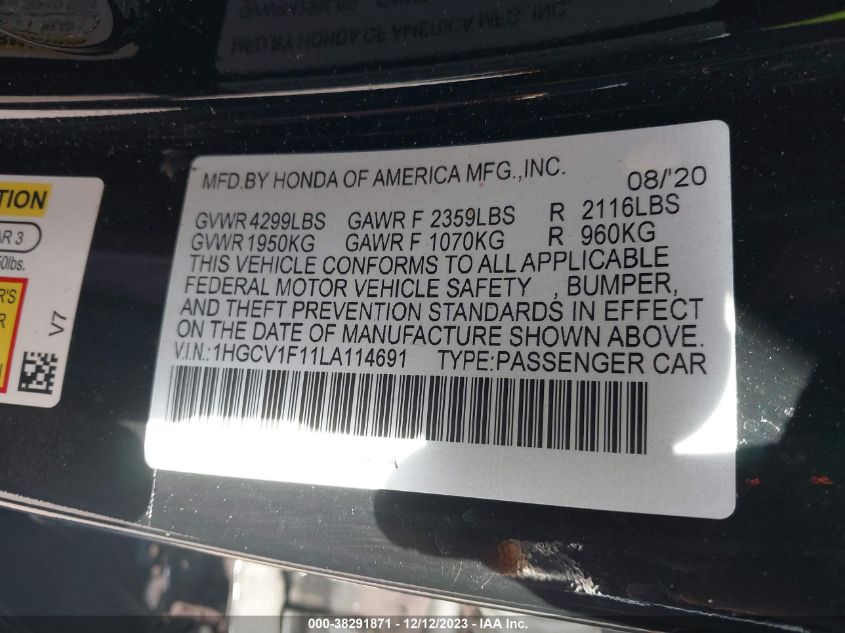 MFD.BY HONDA OF AMERICA MFG.,INC. 08/'20
GVWR 4299LBS GAWR F 2359LBS R 2116LBS
GVWR 1950KG GAWR F 1070KG R 960KG
THIS VEHICLE CONFORMS TO ALL APPLICABLE
FEDERAL MOTOR VEHICLE SAFETY , BUMPER,
AND THEFT PREVENTION STANDARDS IN EFFECT
ON THE DATE OF MANUFACTURE SHOWN ABOVE.
V.I.N.:1HGCV1F11LA114691 TYPE:PASSENGER CAR
V7
000-38291871 / 12/12/2023 - IAA Inc.